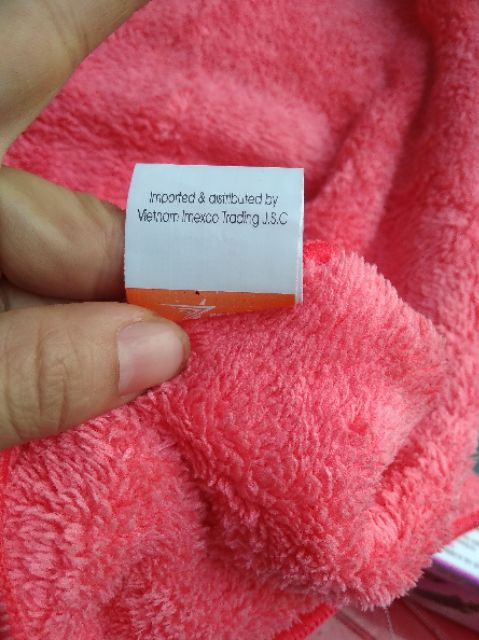 Imported & distributed by
Vietnam Imexco Trading J.S.C